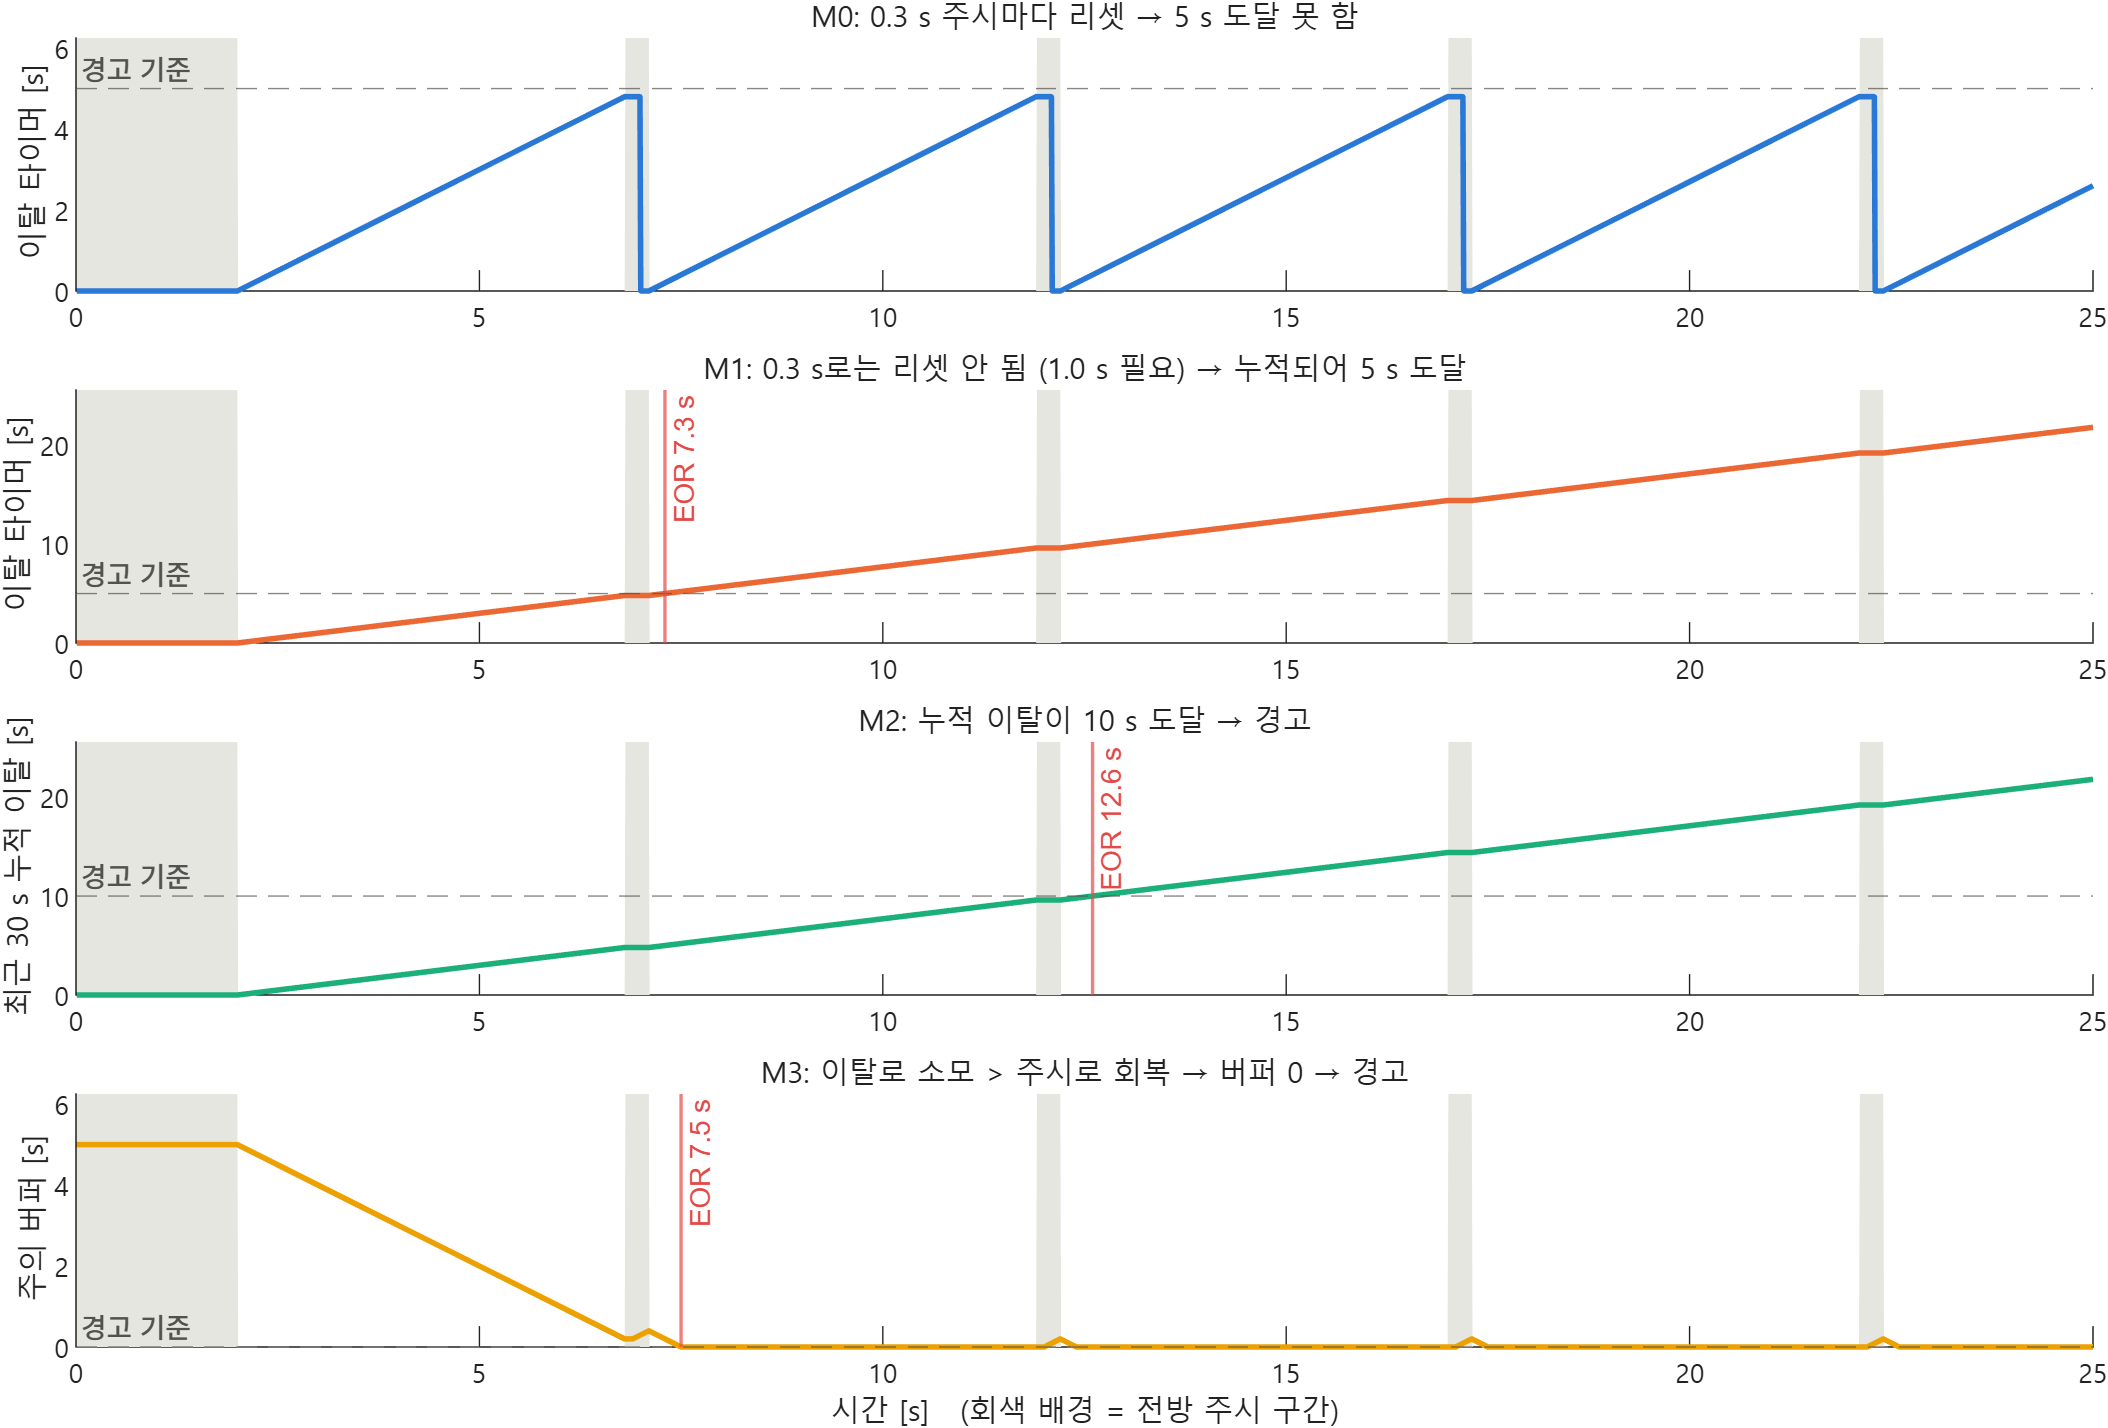 M0: 0.3 s 주시마다 리셋 → 5 s 도달 못 함
이탈 타이머 [s]
6
4
2
0
경고 기준
0 5 10 15 20 25
M1: 0.3 s로는 리셋 안 됨 (1.0 s 필요) → 누적되어 5 s 도달
이탈 타이머 [s]
20
10
0
경고 기준
EOR 7.3 s
0 5 10 15 20 25
M2: 누적 이탈이 10 s 도달 → 경고
최근 30 s 누적 이탈 [s]
20
10
0
경고 기준
EOR 12.6 s
0 5 10 15 20 25
M3: 이탈로 소모 > 주시로 회복 → 버퍼 0 → 경고
주의 버퍼 [s]
6
4
2
0
경고 기준
EOR 7.5 s
0 5 10 15 20 25
시간 [s] (회색 배경 = 전방 주시 구간)